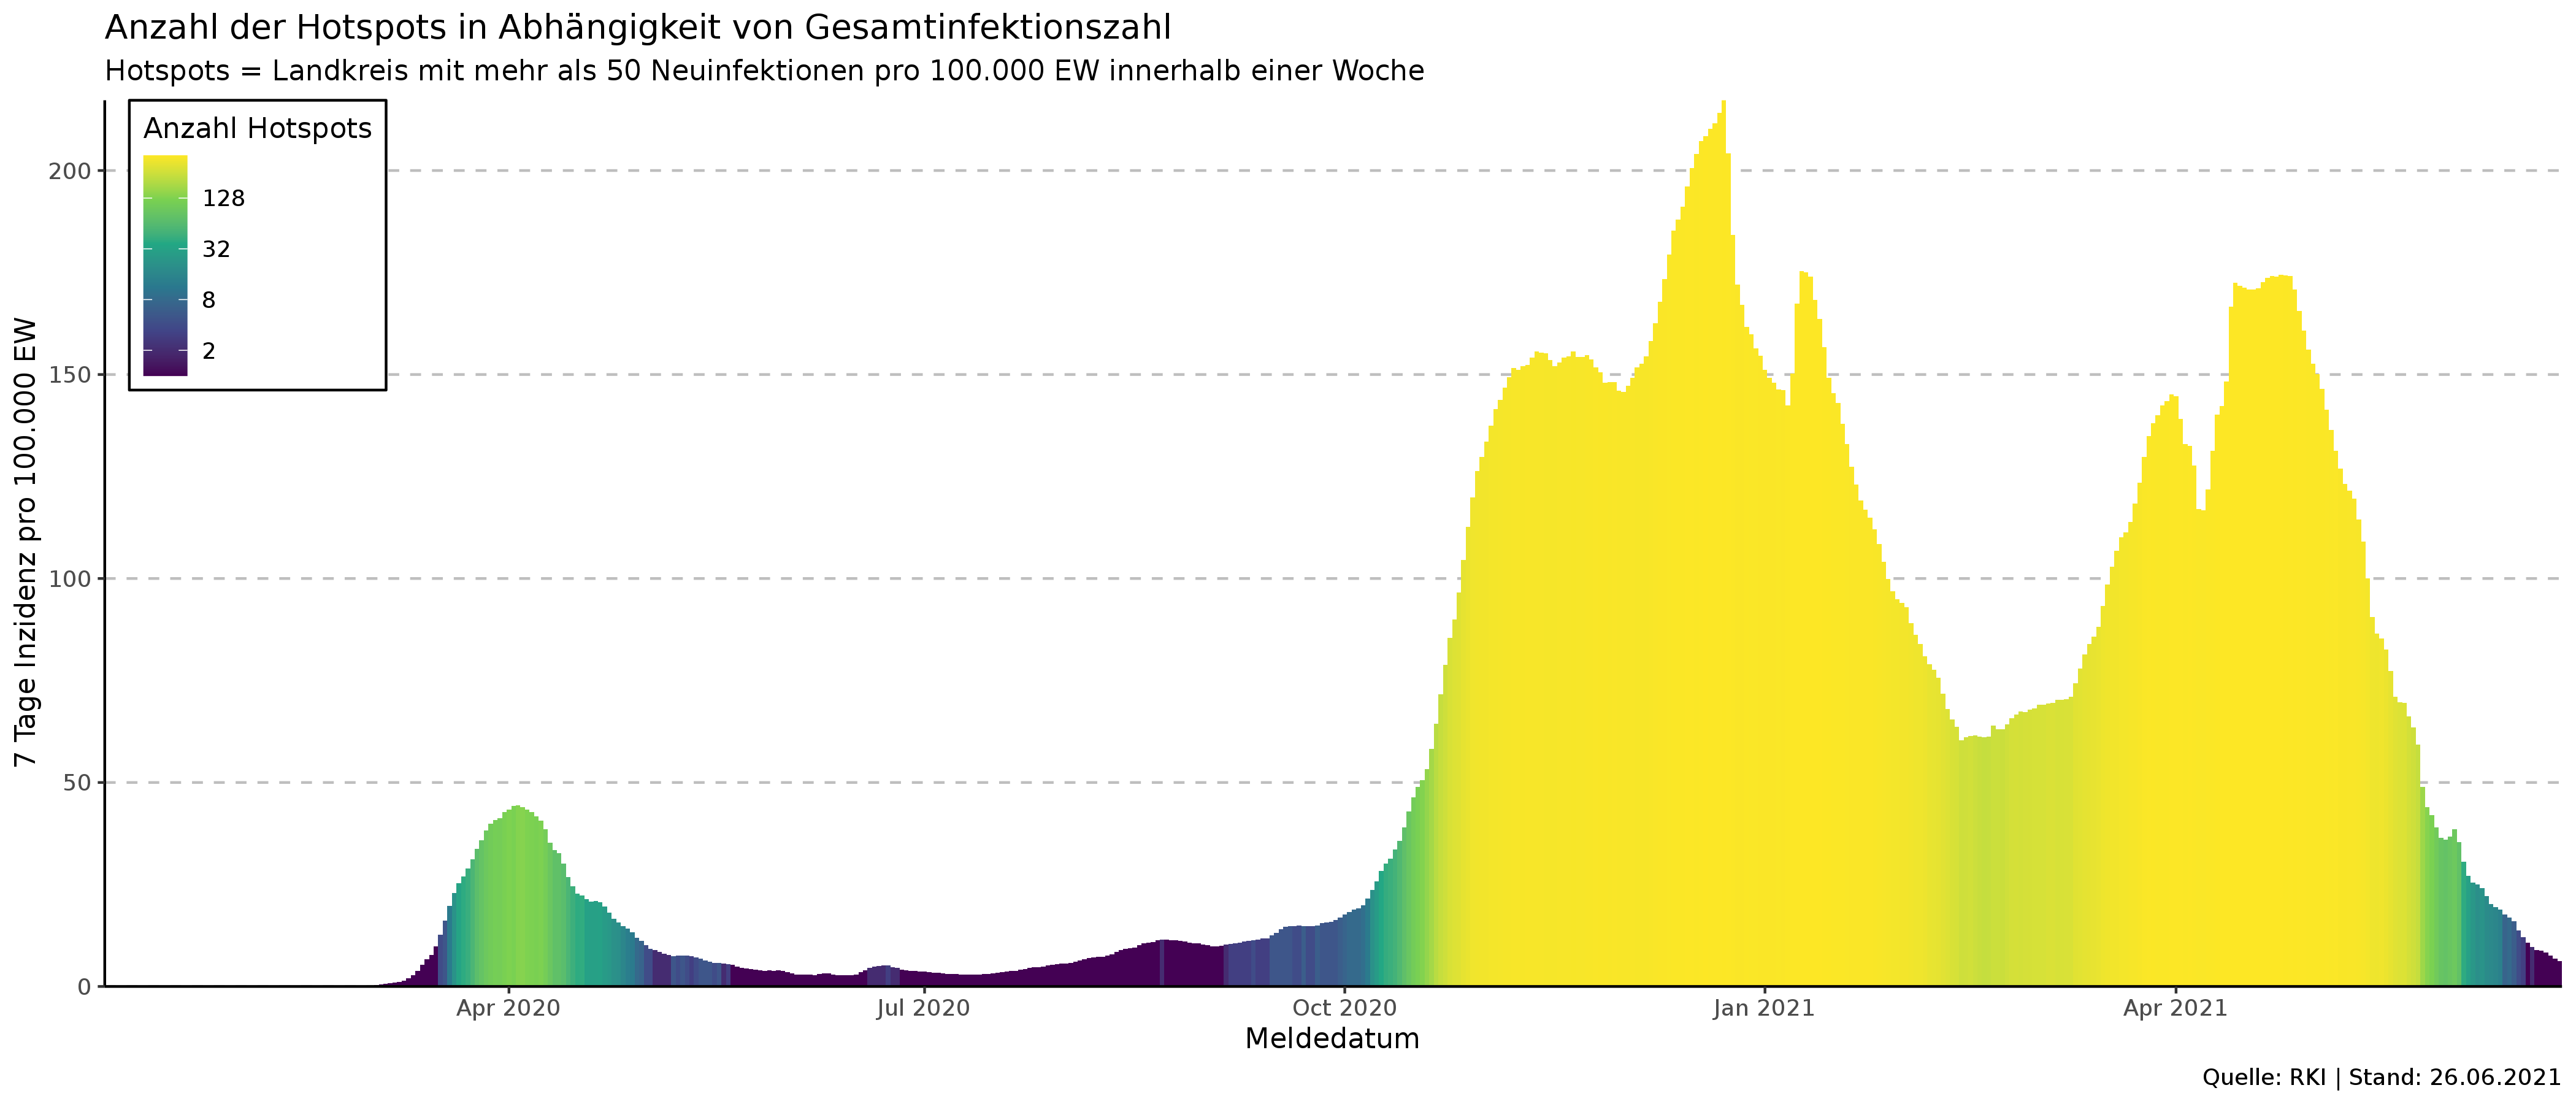 Anzahl der Hotspots in Abhängigkeit von Gesamtinfektionszahl
Hotspots = Landkreis mit mehr als 50 Neuinfektionen pro 100.000 EW innerhalb einer Woche
Anzahl Hotspots
128
32
8
2
7 Tage Inzidenz pro 100.000 EW
200
150
100
50
0
Apr 2020
Jul 2020
Oct 2020
Jan 2021
Apr 2021
Meldedatum
Quelle: RKI | Stand: 26.06.2021